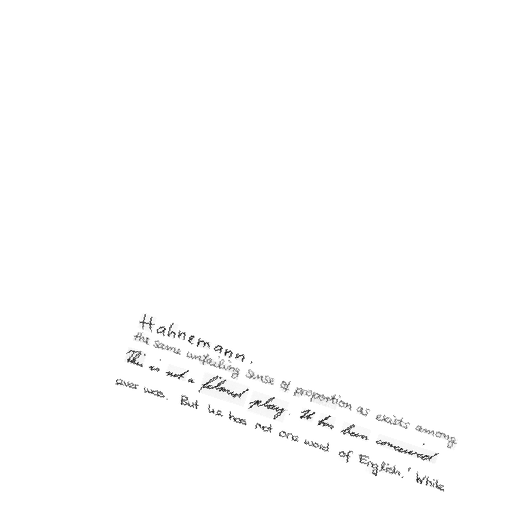 Hahnemann.
the same unfailing sense of proportion as exists among
This is not a filmed play. It has been conceived
ever was. But he has not one word of English.' While